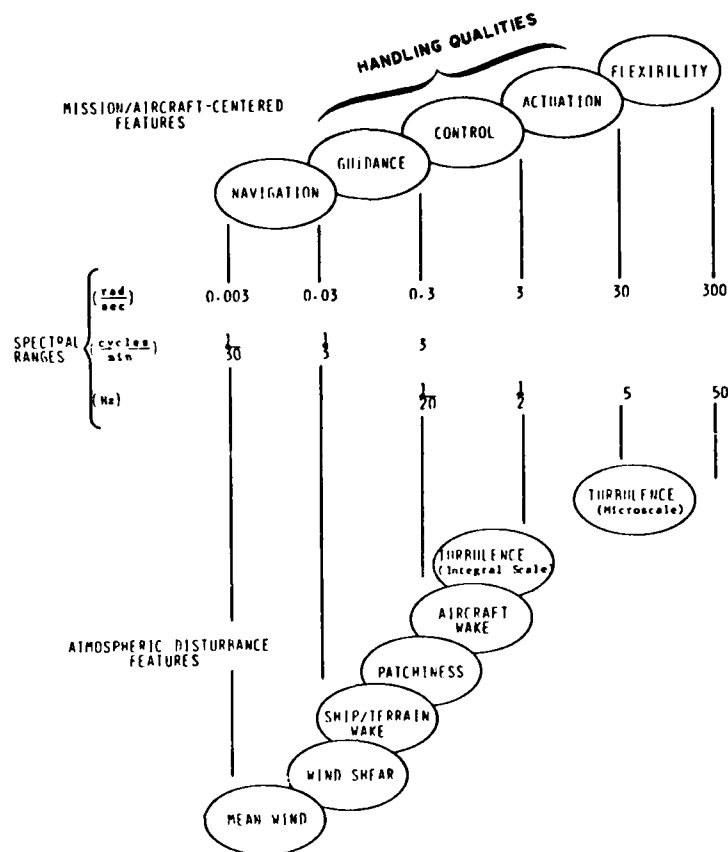 HANDLING QUALITIES
FLEXIBILITY
MISSION/AIRCRAFT-CENTERED
FEATURES
ACTUATION
CONTROL
GUIDANCE
NAVIGATION
SPECTRAL
RANGES
(rad/sec)
0.003 0.03 0.3 3 30 300
(cycles/min)
1/30 1/3 3
(Hz)
1/20 1/2 5 50
TURBULENCE
(Microscale)
TURBULENCE
(Integral Scale)
AIRCRAFT
WAKE
ATMOSPHERIC DISTURBANCE
FEATURES
PATCHINESS
SHIP/TERRAIN
WAKE
WIND SHEAR
MEAN WIND